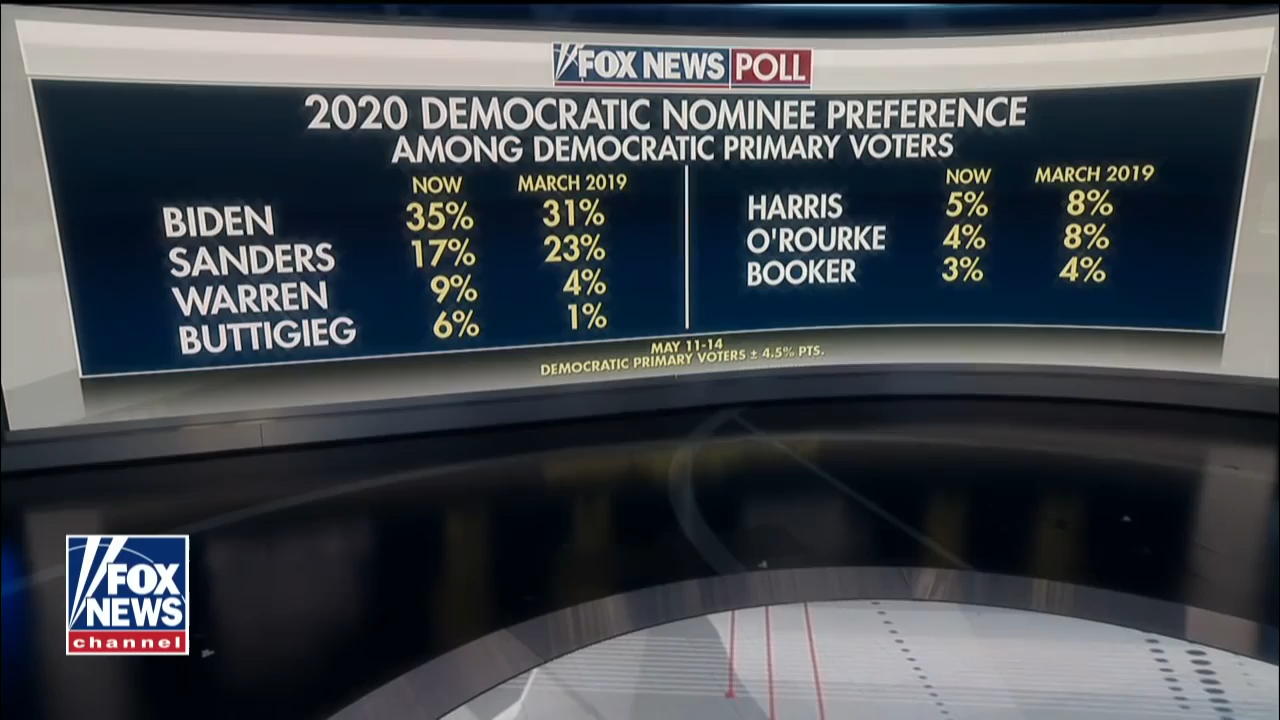 FOX NEWS POLL
2020 DEMOCRATIC NOMINEE PREFERENCE
AMONG DEMOCRATIC PRIMARY VOTERS
NOW MARCH 2019
BIDEN 35% 31%
SANDERS 17% 23%
WARREN 9% 4%
BUTTIGIEG 6% 1%
NOW MARCH 2019
HARRIS 5% 8%
O'ROURKE 4% 8%
BOOKER 3% 4%
MAY 11-14
DEMOCRATIC PRIMARY VOTERS ± 4.5% PTS.
FOX
NEWS
channel